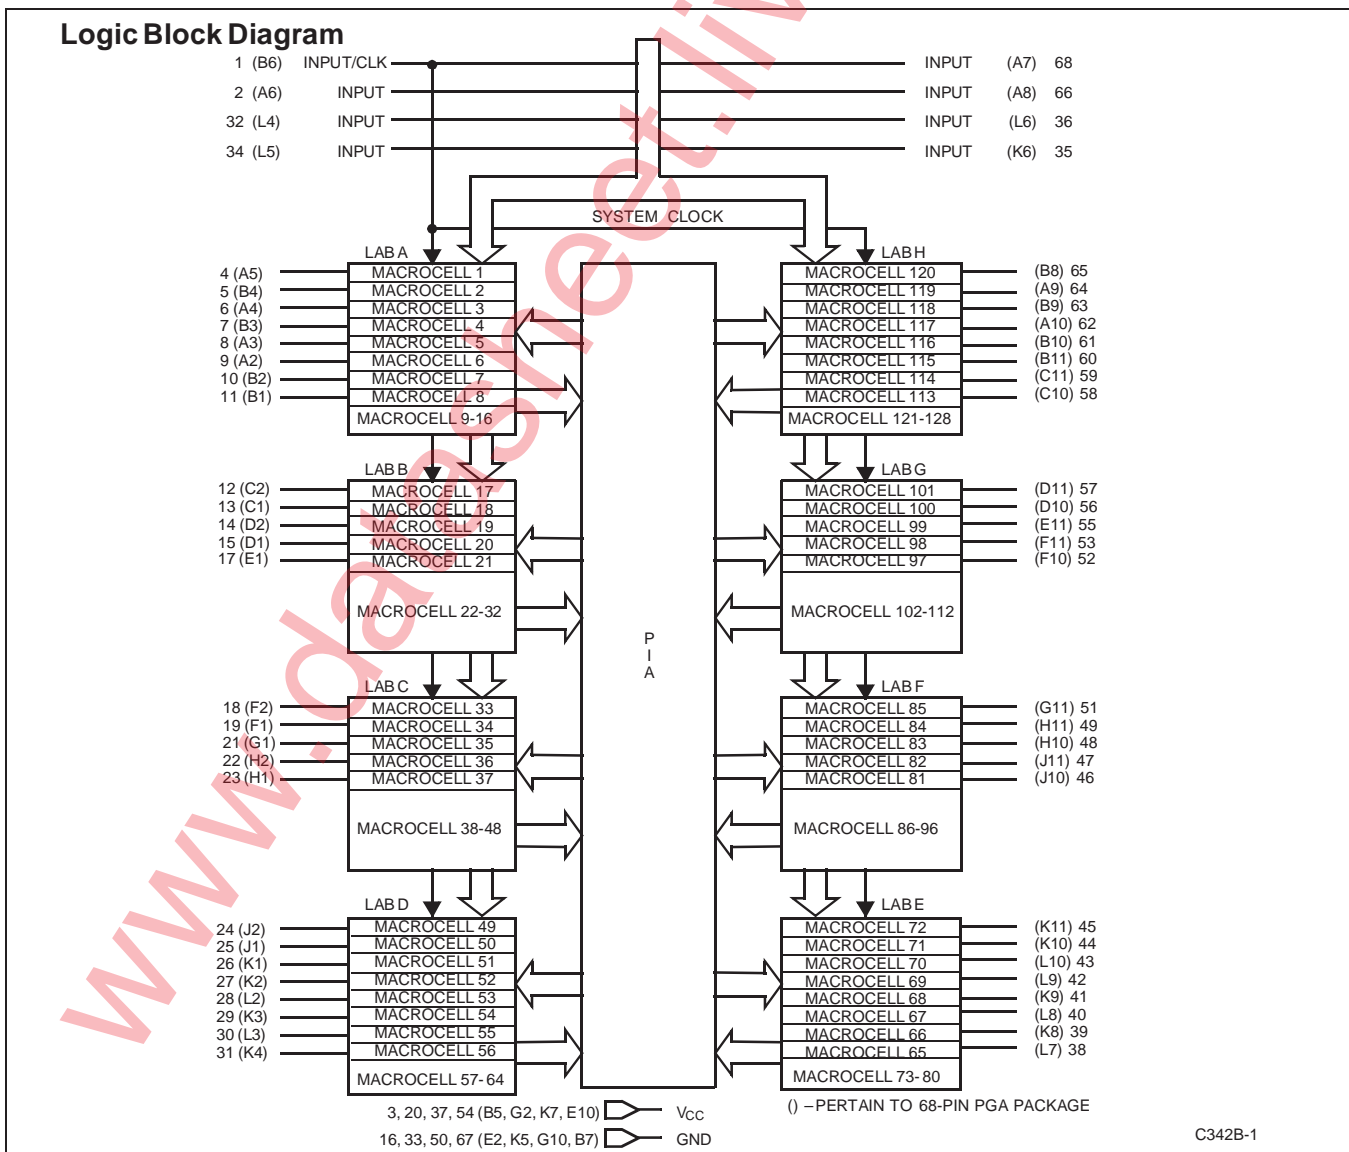 Logic Block Diagram
1 (B6) INPUT/CLK INPUT (A7) 68
2 (A6) INPUT INPUT (A8) 66
32 (L4) INPUT INPUT (L6) 36
34 (L5) INPUT INPUT (K6) 35
SYSTEM CLOCK
LAB A LAB H
4 (A5) MACROCELL 1 MACROCELL 120 (B8) 65
5 (B4) MACROCELL 2 MACROCELL 119 (A9) 64
6 (A4) MACROCELL 3 MACROCELL 118 (B9) 63
7 (B3) MACROCELL 4 MACROCELL 117 (A10) 62
8 (A3) MACROCELL 5 MACROCELL 116 (B10) 61
9 (A2) MACROCELL 6 MACROCELL 115 (B11) 60
10 (B2) MACROCELL 7 MACROCELL 114 (C11) 59
11 (B1) MACROCELL 8 MACROCELL 113 (C10) 58
MACROCELL 9-16 MACROCELL 121-128
LAB B LAB G
12 (C2) MACROCELL 17 MACROCELL 101 (D11) 57
13 (C1) MACROCELL 18 MACROCELL 100 (D10) 56
14 (D2) MACROCELL 19 MACROCELL 99 (E11) 55
15 (D1) MACROCELL 20 MACROCELL 98 (F11) 53
17 (E1) MACROCELL 21 MACROCELL 97 (F10) 52
MACROCELL 22-32 MACROCELL 102-112
P
I
A
LAB C LAB F
18 (F2) MACROCELL 33 MACROCELL 85 (G11) 51
19 (F1) MACROCELL 34 MACROCELL 84 (H11) 49
21 (G1) MACROCELL 35 MACROCELL 83 (H10) 48
22 (H2) MACROCELL 36 MACROCELL 82 (J11) 47
23 (H1) MACROCELL 37 MACROCELL 81 (J10) 46
MACROCELL 38-48 MACROCELL 86-96
LAB D LAB E
24 (J2) MACROCELL 49 MACROCELL 72 (K11) 45
25 (J1) MACROCELL 50 MACROCELL 71 (K10) 44
26 (K1) MACROCELL 51 MACROCELL 70 (L10) 43
27 (K2) MACROCELL 52 MACROCELL 69 (L9) 42
28 (L2) MACROCELL 53 MACROCELL 68 (K9) 41
29 (K3) MACROCELL 54 MACROCELL 67 (L8) 40
30 (L3) MACROCELL 55 MACROCELL 66 (K8) 39
31 (K4) MACROCELL 56 MACROCELL 65 (L7) 38
MACROCELL 57-64 MACROCELL 73-80
3, 20, 37, 54 (B5, G2, K7, E10) VCC () – PERTAIN TO 68-PIN PGA PACKAGE
16, 33, 50, 67 (E2, K5, G10, B7) GND
C342B-1
www.datasheet.liv